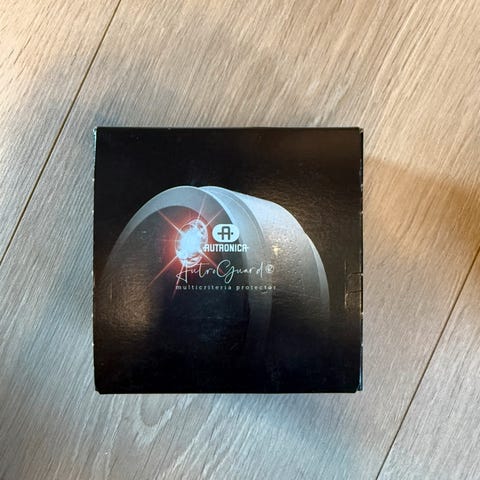 A
AUTRONICA
AutroGuard®
multicriteria protector